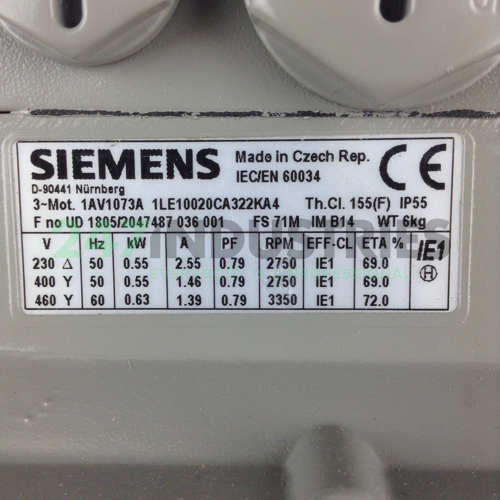 SIEMENS Made in Czech Rep. CE
D-90441 Nürnberg IEC/EN 60034
3~Mot. 1AV1073A 1LE10020CA322KA4 Th.Cl. 155(F) IP55
F no UD 1805/2047487 036 001 FS 71M IM B14 WT 6kg
V Hz kW A PF RPM EFF-CL ETA % IE1
230 Δ 50 0.55 2.55 0.79 2750 IE1 69.0
400 Y 50 0.55 1.46 0.79 2750 IE1 69.0
460 Y 60 0.63 1.39 0.79 3350 IE1 72.0
24/7 INDUSTRIES